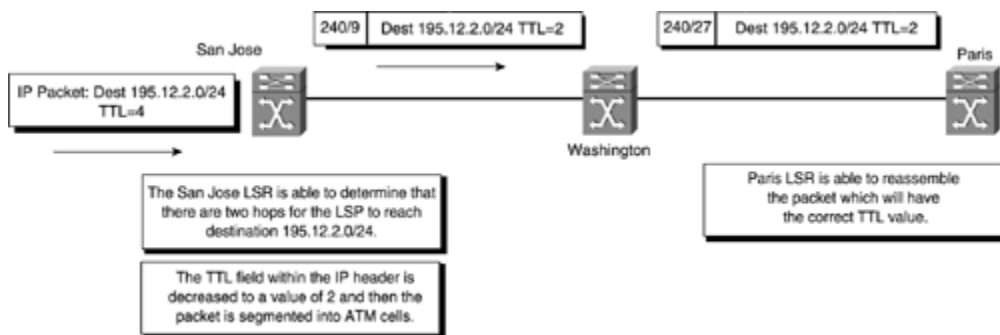 240/9 Dest 195.12.2.0/24 TTL=2
240/27 Dest 195.12.2.0/24 TTL=2
San Jose
Paris
IP Packet: Dest 195.12.2.0/24
TTL=4
Washington
The San Jose LSR is able to determine that
there are two hops for the LSP to reach
destination 195.12.2.0/24.
Paris LSR is able to reassemble
the packet which will have
the correct TTL value.
The TTL field within the IP header is
decreased to a value of 2 and then the
packet is segmented into ATM cells.